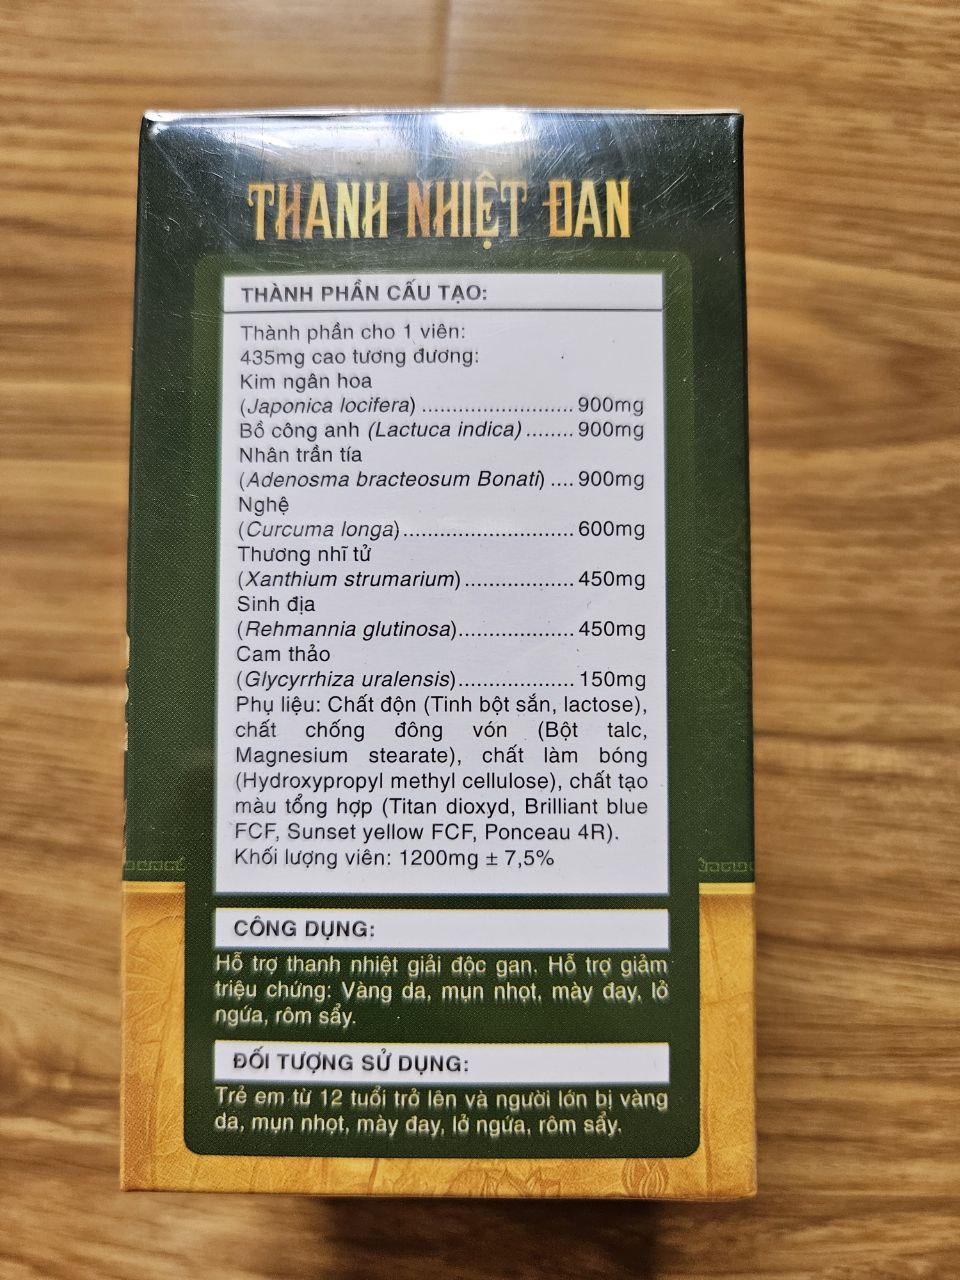 THANH NHIỆT ĐAN
THÀNH PHẦN CẤU TẠO:
Thành phần cho 1 viên:
435mg cao tương đương:
Kim ngân hoa
(Japonica locifera) ......................... 900mg
Bồ công anh (Lactuca indica) ........ 900mg
Nhân trần tía
(Adenosma bracteosum Bonati) .... 900mg
Nghệ
(Curcuma longa) ............................ 600mg
Thương nhĩ tử
(Xanthium strumarium) .................. 450mg
Sinh địa
(Rehmannia glutinosa)................... 450mg
Cam thảo
(Glycyrrhiza uralensis)................... 150mg
Phụ liệu: Chất độn (Tinh bột sắn, lactose),
chất chống đông vón (Bột talc,
Magnesium stearate), chất làm bóng
(Hydroxypropyl methyl cellulose), chất tạo
màu tổng hợp (Titan dioxyd, Brilliant blue
FCF, Sunset yellow FCF, Ponceau 4R).
Khối lượng viên: 1200mg ± 7,5%
CÔNG DỤNG:
Hỗ trợ thanh nhiệt giải độc gan. Hỗ trợ giảm
triệu chứng: Vàng da, mụn nhọt, mày đay, lở
ngứa, rôm sẩy.
ĐỐI TƯỢNG SỬ DỤNG:
Trẻ em từ 12 tuổi trở lên và người lớn bị vàng
da, mụn nhọt, mày đay, lở ngứa, rôm sẩy.